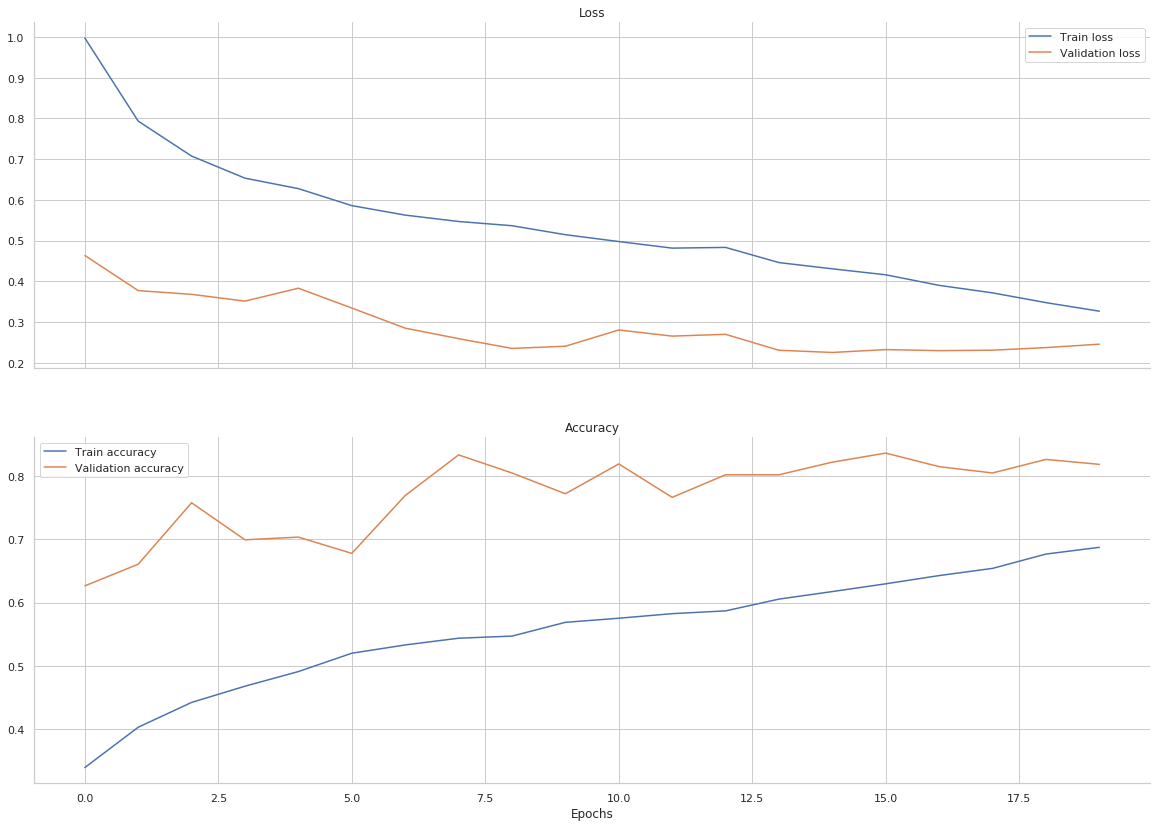 Loss
Train loss
Validation loss
1.0
0.9
0.8
0.7
0.6
0.5
0.4
0.3
0.2
Accuracy
Train accuracy
Validation accuracy
0.8
0.7
0.6
0.5
0.4
0.0 2.5 5.0 7.5 10.0 12.5 15.0 17.5
Epochs